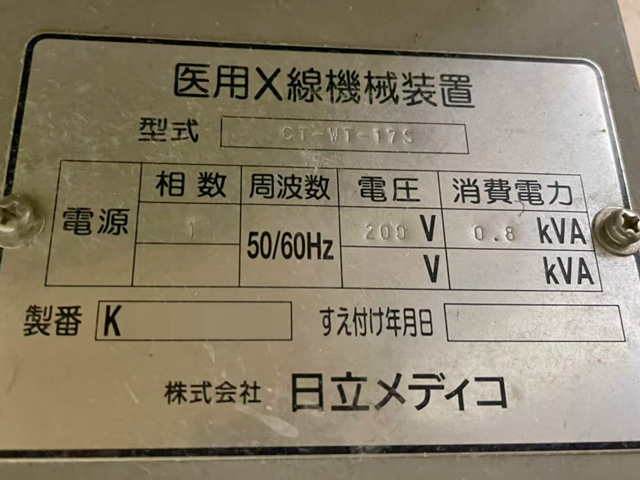 医用X線機械装置
型式 CT-WT-17S
電源 相数 周波数 電圧 消費電力
1 50/60Hz 200 V 0.8 kVA
V kVA
製番 K すえ付け年月日
株式会社 日立メディコ